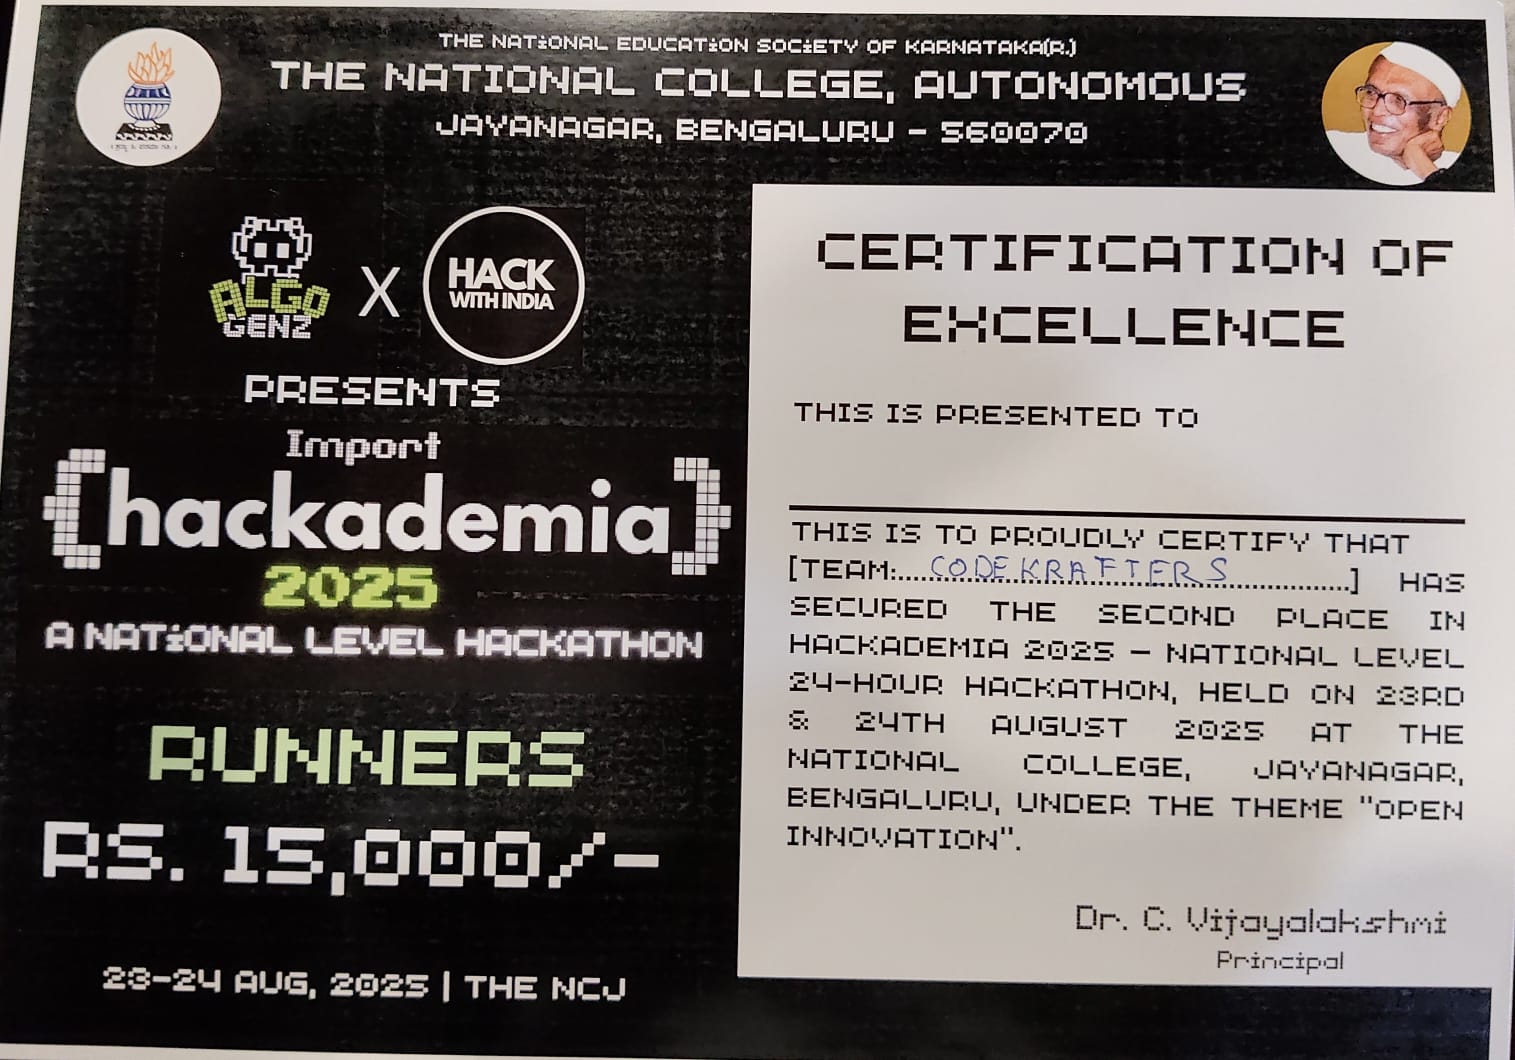 THE NATIONAL EDUCATION SOCIETY OF KARNATAKA(R.)
THE NATIONAL COLLEGE, AUTONOMOUS
JAYANAGAR, BENGALURU - 560070
ALGO
GENZ
X
HACK
WITH INDIA
PRESENTS
Import
{hackademia}
2025
A NATIONAL LEVEL HACKATHON
RUNNERS
RS. 15,000/-
23-24 AUG, 2025 | THE NCJ
CERTIFICATION OF
EXCELLENCE
THIS IS PRESENTED TO
THIS IS TO PROUDLY CERTIFY THAT
[TEAM:....CODEKRAFTERS..............] HAS
SECURED THE SECOND PLACE IN
HACKADEMIA 2025 – NATIONAL LEVEL
24-HOUR HACKATHON, HELD ON 23RD
& 24TH AUGUST 2025 AT THE
NATIONAL COLLEGE, JAYANAGAR,
BENGALURU, UNDER THE THEME "OPEN
INNOVATION".
Dr. C. Vijayalakshmi
Principal